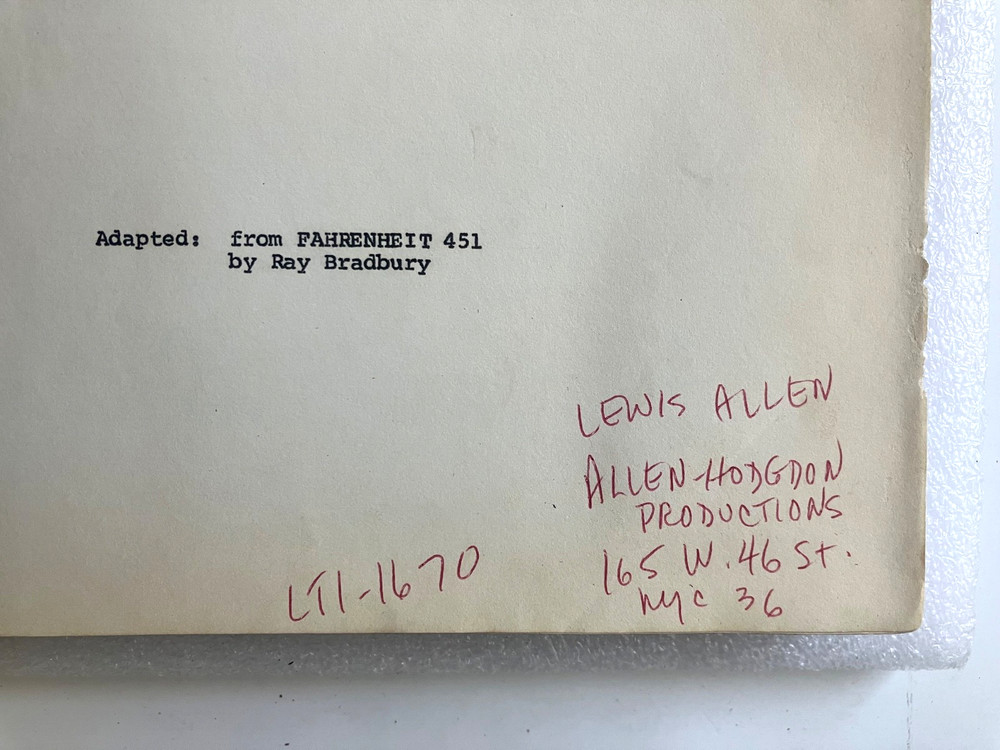 Adapted: from FAHRENHEIT 451
by Ray Bradbury
LEWIS ALLEN
ALLEN-HODGDON
PRODUCTIONS
165 W. 46 St.
NYC 36
LT1-1670